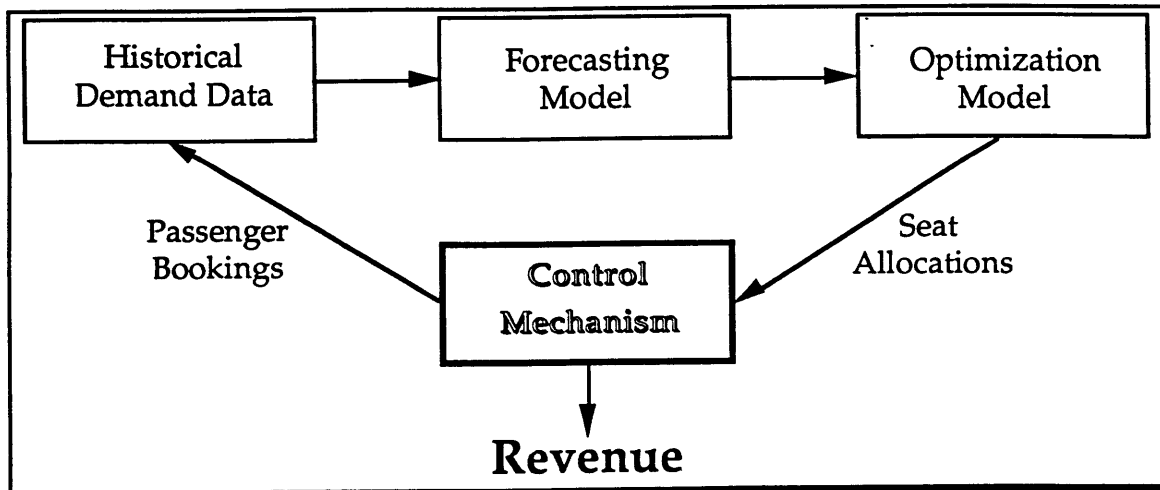 Historical
Demand Data
Forecasting
Model
Optimization
Model
Passenger
Bookings
Seat
Allocations
Control
Mechanism
Revenue